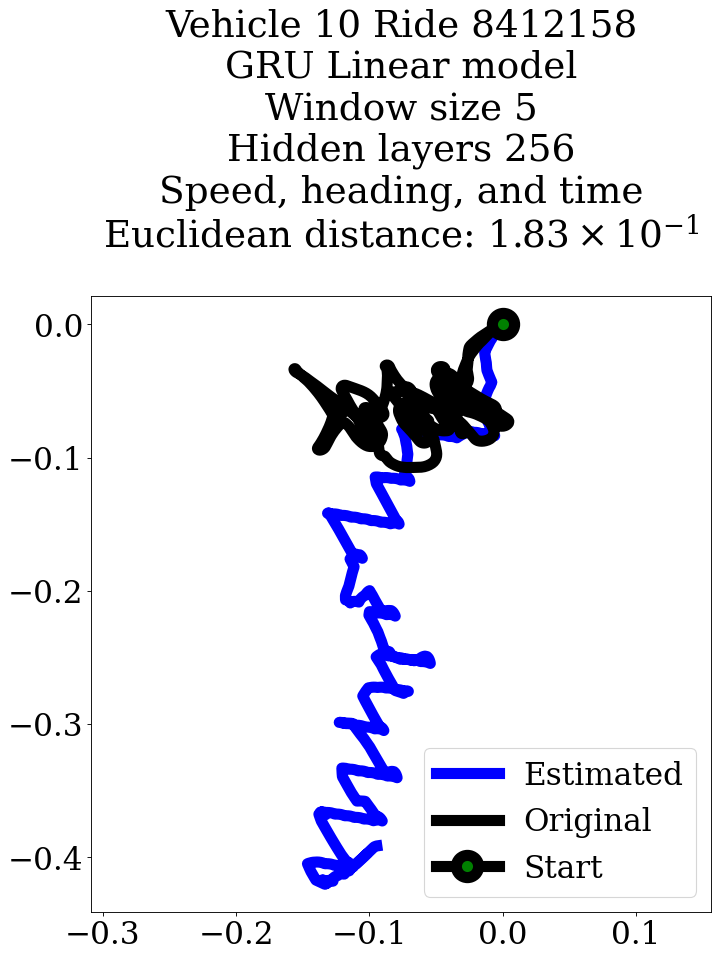 Vehicle 10 Ride 8412158
GRU Linear model
Window size 5
Hidden layers 256
Speed, heading, and time
Euclidean distance: 1.83 × 10⁻¹
0.0
−0.1
−0.2
−0.3
−0.4
Estimated
Original
Start
−0.3 −0.2 −0.1 0.0 0.1